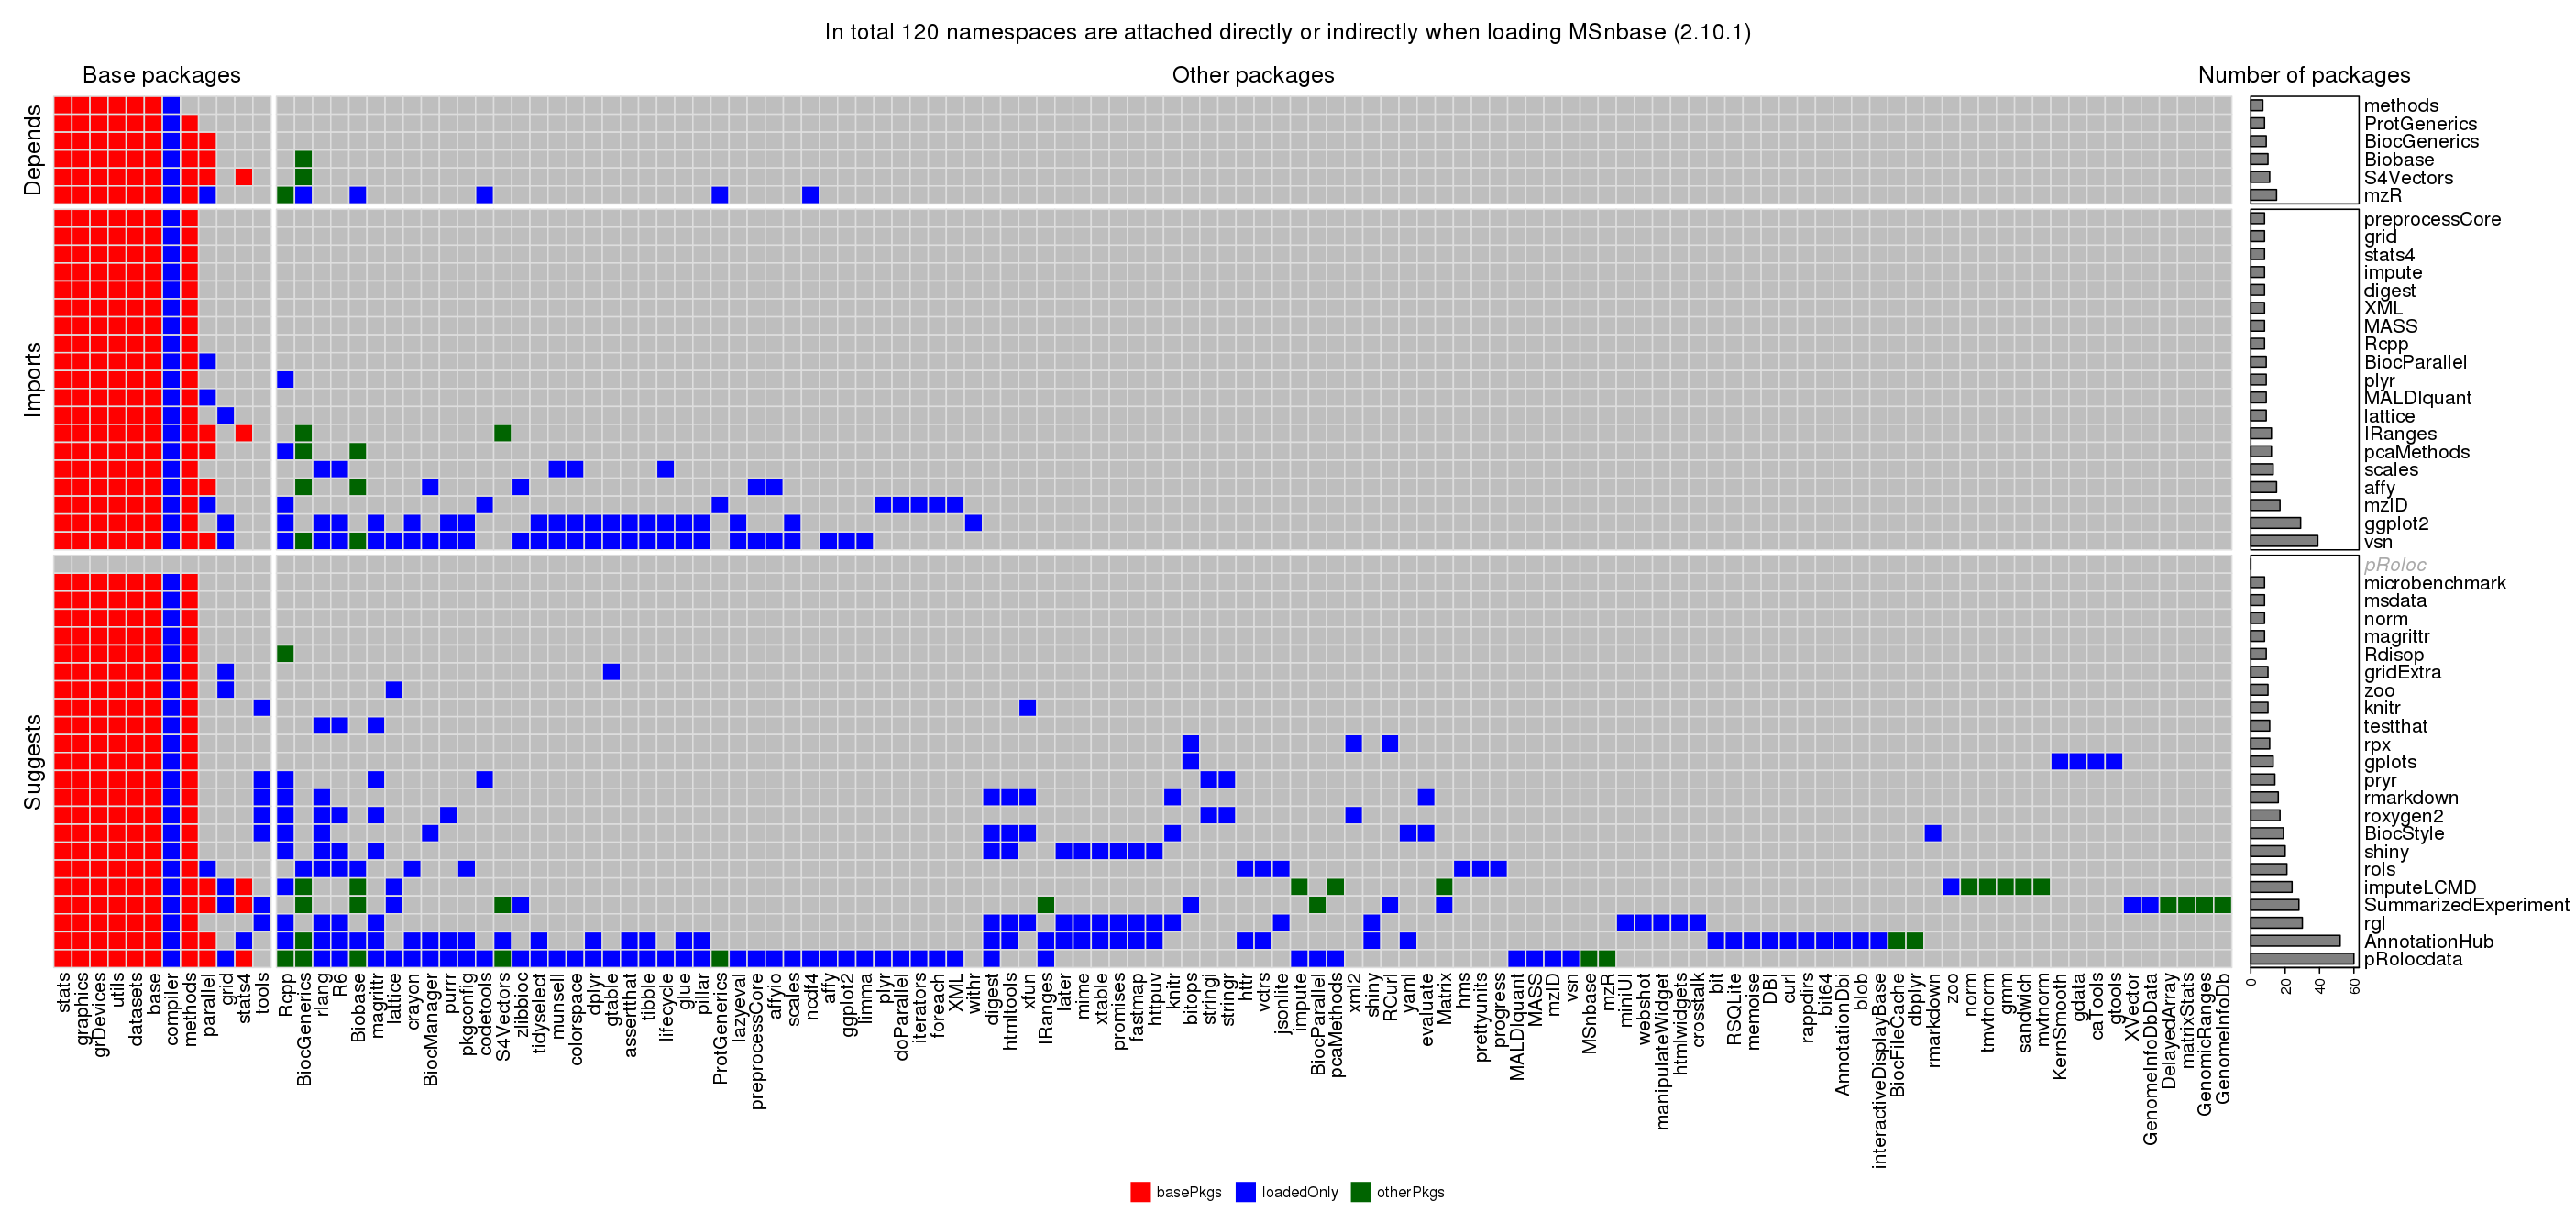 In total 120 namespaces are attached directly or indirectly when loading MSnbase (2.10.1)
Base packages
Other packages
Number of packages
Depends
methods
ProtGenerics
BiocGenerics
Biobase
S4Vectors
mzR
Imports
preprocessCore
grid
stats4
impute
digest
XML
MASS
Rcpp
BiocParallel
plyr
MALDIquant
lattice
IRanges
pcaMethods
scales
affy
mzID
ggplot2
vsn
Suggests
pRoloc
microbenchmark
msdata
norm
magrittr
Rdisop
gridExtra
zoo
knitr
testthat
rpx
gplots
pryr
rmarkdown
roxygen2
BiocStyle
shiny
rols
imputeLCMD
SummarizedExperiment
rgl
AnnotationHub
pRolocdata
0
20
40
60
stats
graphics
grDevices
utils
datasets
base
compiler
methods
parallel
grid
stats4
tools
Rcpp
BiocGenerics
rlang
R6
Biobase
magrittr
lattice
crayon
BiocManager
purrr
pkgconfig
codetools
S4Vectors
zlibbioc
tidyselect
munsell
colorspace
dplyr
gtable
assertthat
tibble
lifecycle
glue
pillar
ProtGenerics
lazyeval
preprocessCore
affyio
scales
ncdf4
affy
ggplot2
limma
plyr
doParallel
iterators
foreach
XML
withr
digest
htmltools
xfun
IRanges
later
mime
xtable
promises
fastmap
httpuv
knitr
bitops
stringi
stringr
httr
vctrs
jsonlite
impute
BiocParallel
pcaMethods
xml2
shiny
RCurl
yaml
evaluate
Matrix
hms
prettyunits
progress
MALDIquant
MASS
mzID
vsn
MSnbase
mzR
miniUI
webshot
manipulateWidget
htmlwidgets
crosstalk
bit
RSQLite
memoise
DBI
curl
rappdirs
bit64
AnnotationDbi
blob
interactiveDisplayBase
BiocFileCache
dbplyr
rmarkdown
zoo
norm
tmvtnorm
gmm
sandwich
mvtnorm
KernSmooth
gdata
caTools
gtools
XVector
GenomeInfoDbData
DelayedArray
matrixStats
GenomicRanges
GenomeInfoDb
basePkgs
loadedOnly
otherPkgs